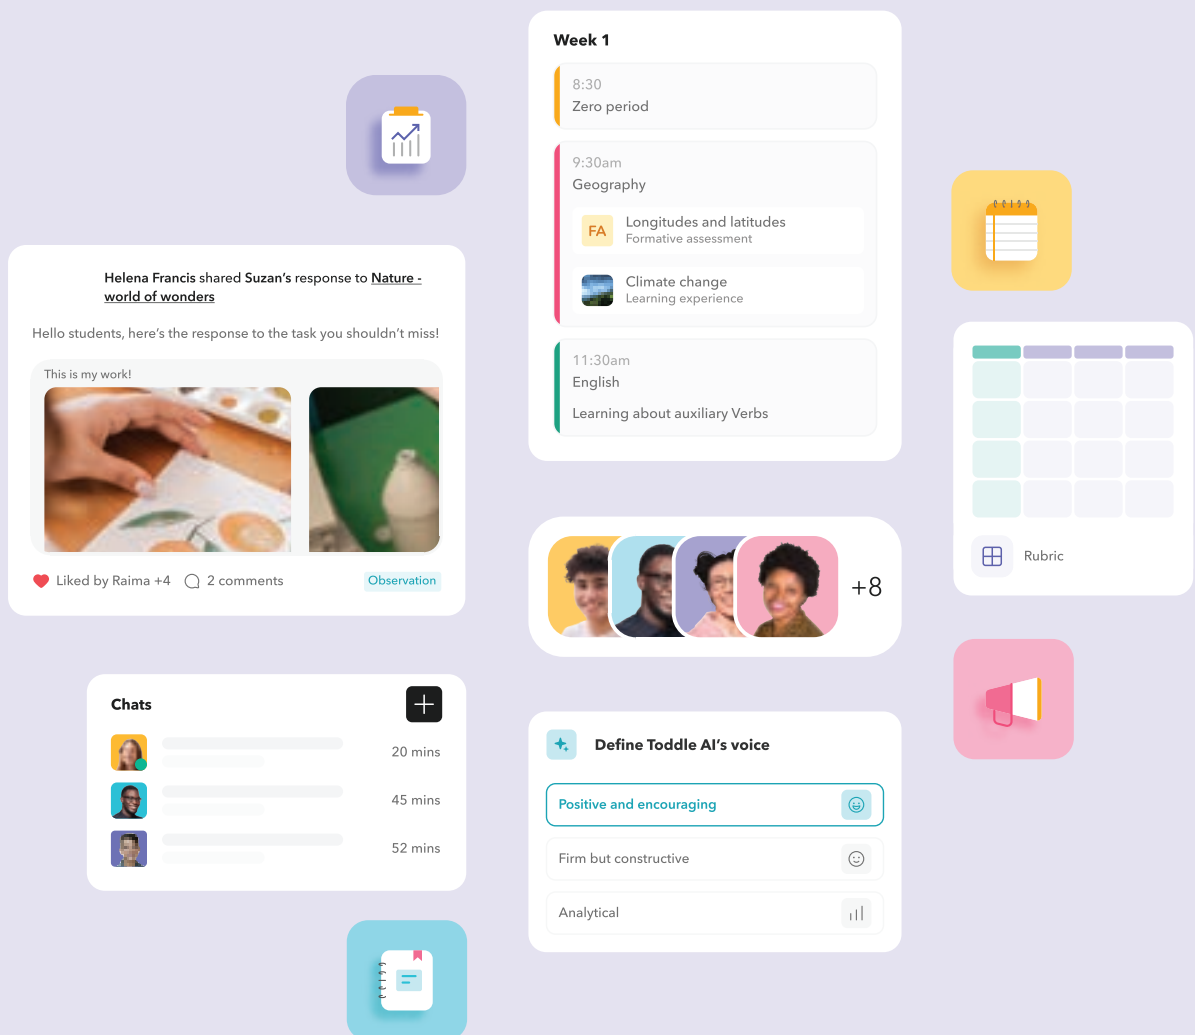 Week 1
8:30
Zero period
9:30am
Geography
FA
Longitudes and latitudes
Formative assessment
Climate change
Learning experience
11:30am
English
Learning about auxiliary Verbs
Helena Francis shared Suzan’s response to Nature -
world of wonders
Hello students, here’s the response to the task you shouldn’t miss!
This is my work!
Liked by Raima +4
2 comments
Observation
Rubric
+8
Chats
20 mins
45 mins
52 mins
Define Toddle AI’s voice
Positive and encouraging
Firm but constructive
Analytical